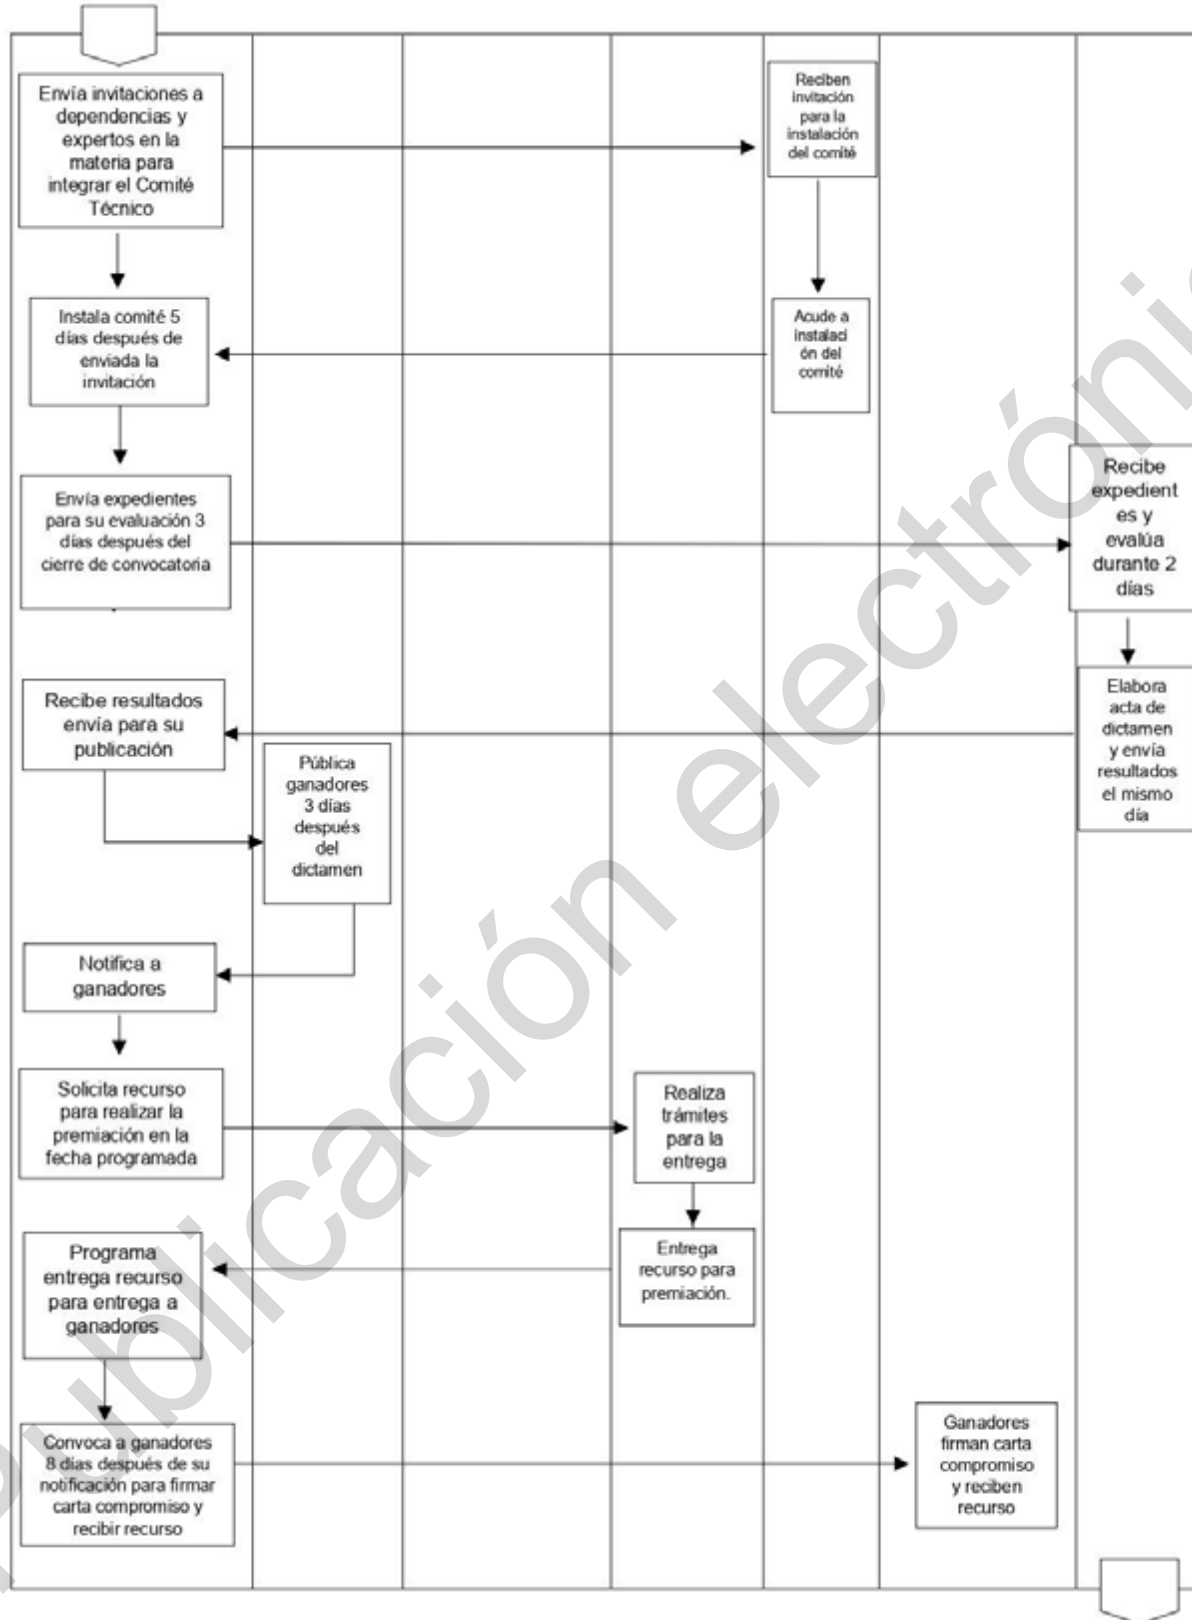 Envía invitaciones a
dependencias y
expertos en la
materia para
integrar el Comité
Técnico
Reciben
invitación
para la
instalación
del comité
Instala comité 5
días después de
enviada la
invitación
Acude a
instalaci
ón del
comité
Envía expedientes
para su evaluación 3
días después del
cierre de convocatoria
Recibe
expedient
es y
evalúa
durante 2
días
Elabora
acta de
dictamen
y envía
resultados
el mismo
día
Recibe resultados
envía para su
publicación
Pública
ganadores
3 días
después
del
dictamen
Notifica a
ganadores
Solicita recurso
para realizar la
premiación en la
fecha programada
Realiza
trámites
para la
entrega
Entrega
recurso para
premiación.
Programa
entrega recurso
para entrega a
ganadores
Convoca a ganadores
8 días después de su
notificación para firmar
carta compromiso y
recibir recurso
Ganadores
firman carta
compromiso
y reciben
recurso
Publicación